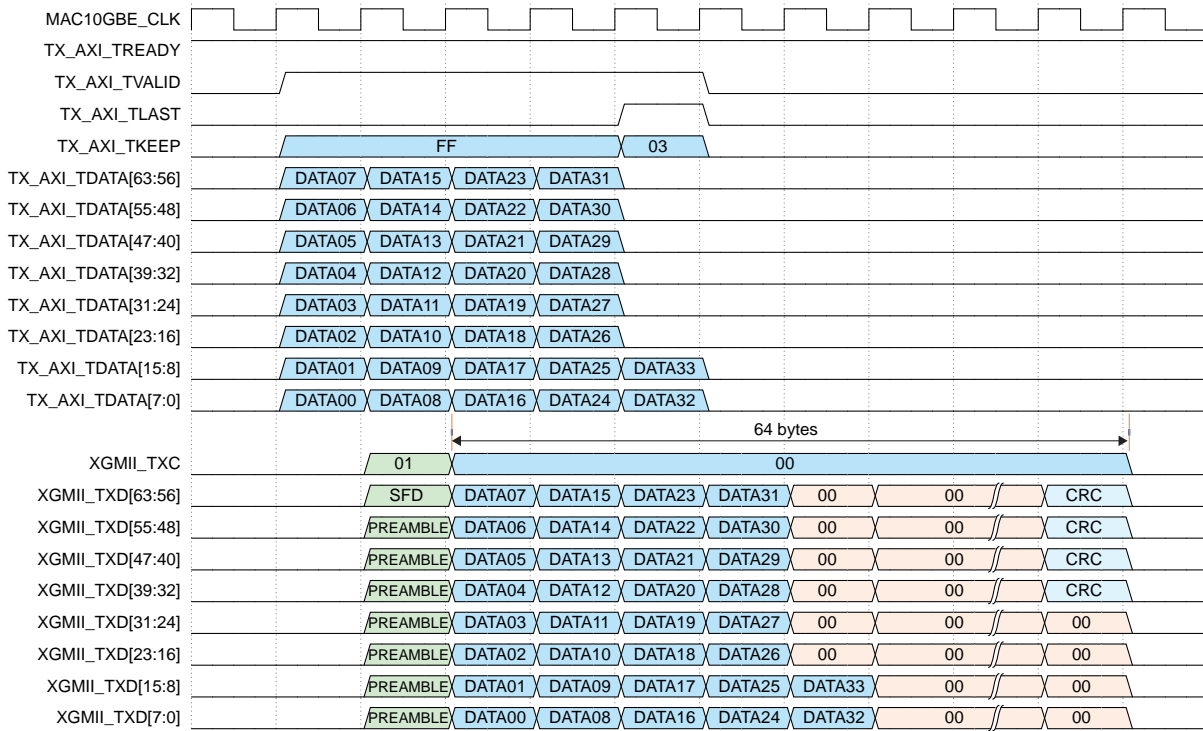 MAC10GBE_CLK
TX_AXI_TREADY
TX_AXI_TVALID
TX_AXI_TLAST
TX_AXI_TKEEP FF 03
TX_AXI_TDATA[63:56] DATA07 DATA15 DATA23 DATA31
TX_AXI_TDATA[55:48] DATA06 DATA14 DATA22 DATA30
TX_AXI_TDATA[47:40] DATA05 DATA13 DATA21 DATA29
TX_AXI_TDATA[39:32] DATA04 DATA12 DATA20 DATA28
TX_AXI_TDATA[31:24] DATA03 DATA11 DATA19 DATA27
TX_AXI_TDATA[23:16] DATA02 DATA10 DATA18 DATA26
TX_AXI_TDATA[15:8] DATA01 DATA09 DATA17 DATA25 DATA33
TX_AXI_TDATA[7:0] DATA00 DATA08 DATA16 DATA24 DATA32
64 bytes
XGMII_TXC 01 00
XGMII_TXD[63:56] SFD DATA07 DATA15 DATA23 DATA31 00 00 CRC
XGMII_TXD[55:48] PREAMBLE DATA06 DATA14 DATA22 DATA30 00 00 CRC
XGMII_TXD[47:40] PREAMBLE DATA05 DATA13 DATA21 DATA29 00 00 CRC
XGMII_TXD[39:32] PREAMBLE DATA04 DATA12 DATA20 DATA28 00 00 CRC
XGMII_TXD[31:24] PREAMBLE DATA03 DATA11 DATA19 DATA27 00 00 00
XGMII_TXD[23:16] PREAMBLE DATA02 DATA10 DATA18 DATA26 00 00 00
XGMII_TXD[15:8] PREAMBLE DATA01 DATA09 DATA17 DATA25 DATA33 00 00
XGMII_TXD[7:0] PREAMBLE DATA00 DATA08 DATA16 DATA24 DATA32 00 00